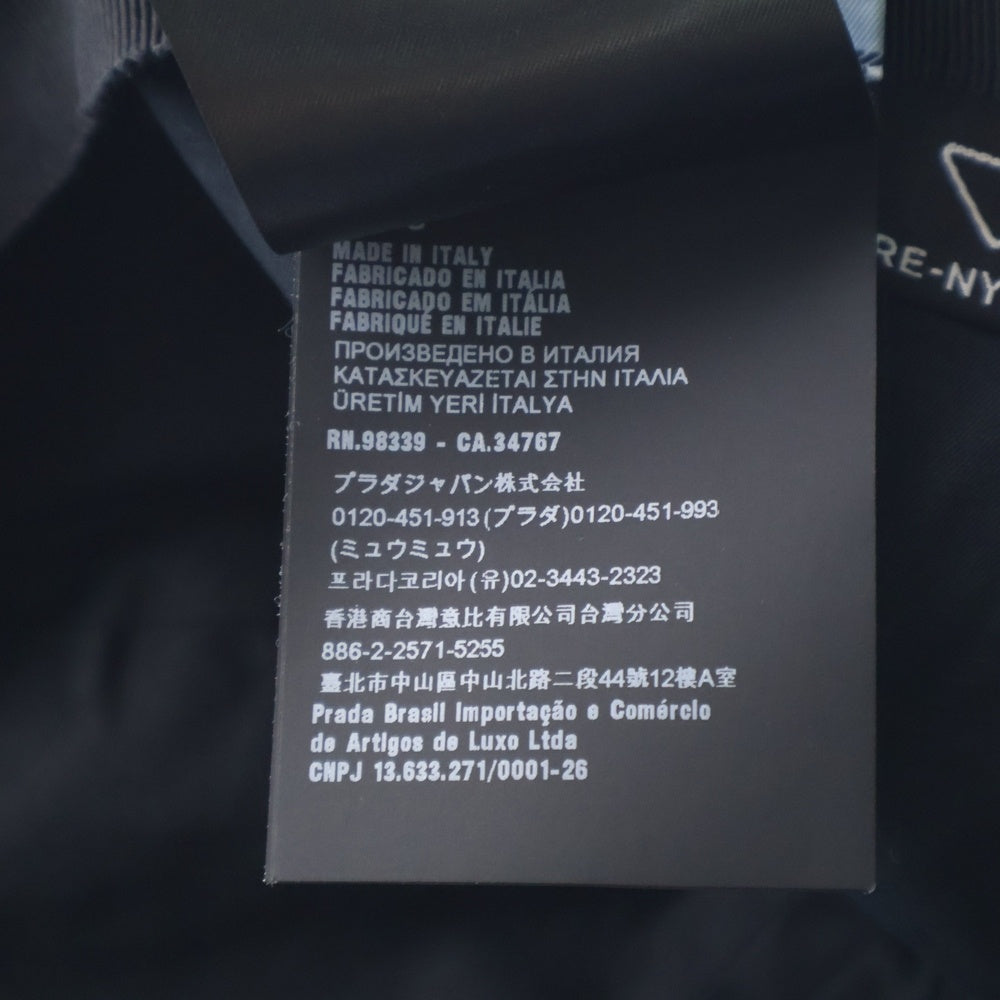 MADE IN ITALY
FABRICADO EN ITALIA
FABRICADO EM ITÁLIA
FABRIQUÉ EN ITALIE
ПРОИЗВЕДЕНО В ИТАЛИЯ
ΚΑΤΑΣΚΕΥΑΖΕΤΑΙ ΣΤΗΝ ΙΤΑΛΙΑ
ÜRETİM YERİ İTALYA
RN.98339 - CA.34767
プラダジャパン株式会社
0120-451-913(プラダ)0120-451-993
(ミュウミュウ)
프라다코리아(유)02-3443-2323
香港商台灣意比有限公司台灣分公司
886-2-2571-5255
臺北市中山區中山北路二段44號12樓A室
Prada Brasil Importação e Comércio
de Artigos de Luxo Ltda
CNPJ 13.633.271/0001-26
RE-NY